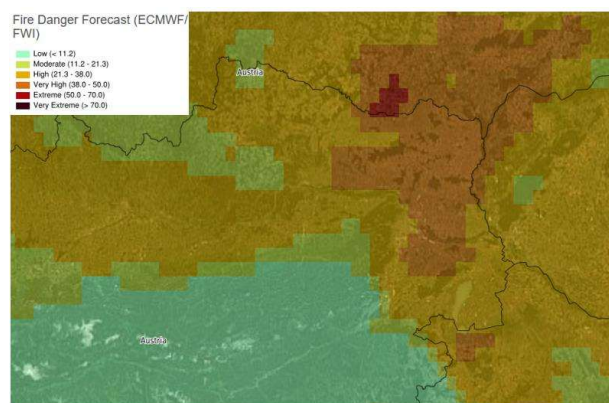 Fire Danger Forecast (ECMWF/
FWI)
Low (< 11.2)
Moderate (11.2 - 21.3)
High (21.3 - 38.0)
Very High (38.0 - 50.0)
Extreme (50.0 - 70.0)
Very Extreme (> 70.0)
Austria
Austria